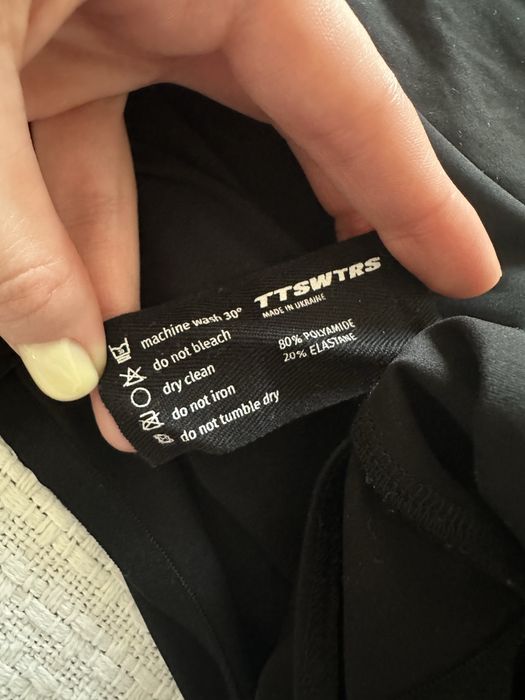 machine wash 30°
do not bleach
dry clean
do not iron
do not tumble dry
TTSWTRS
MADE IN UKRAINE
80% POLYAMIDE
20% ELASTANE